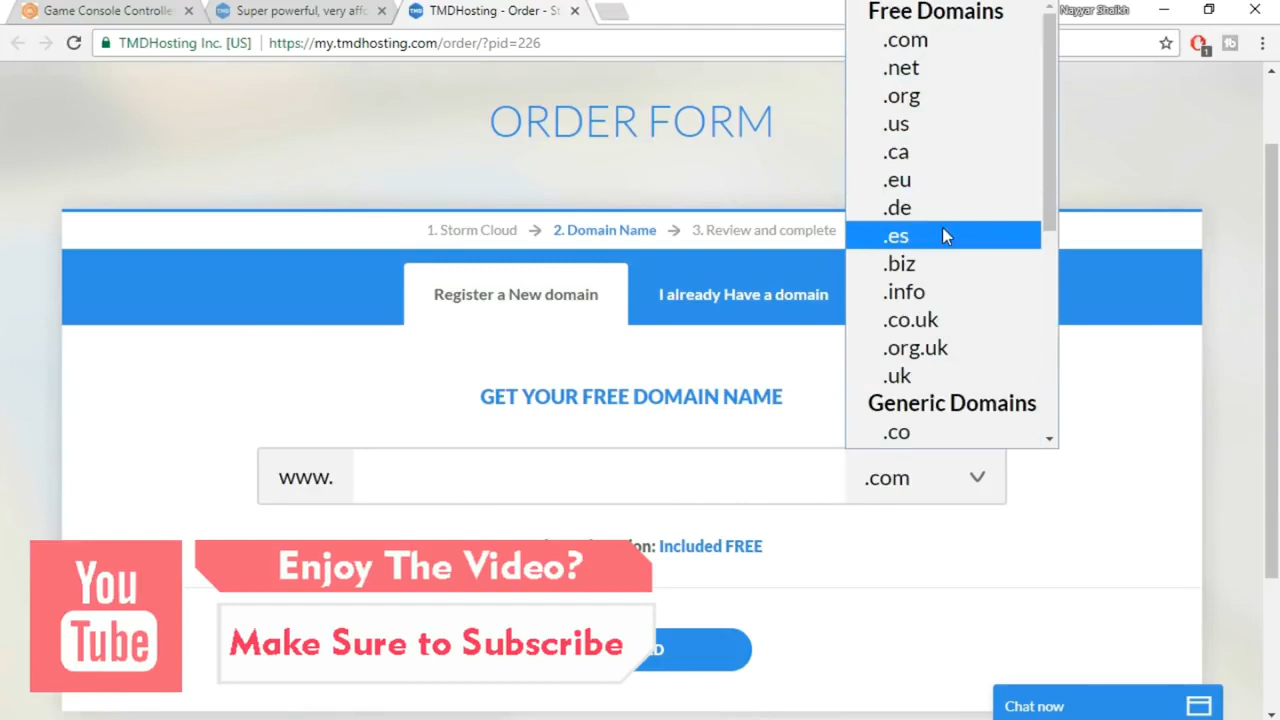 Game Console Controlle
Super powerful, very affo
TMDHosting - Order - S
Nayyar Shaikh
TMDHosting Inc. [US]
https://my.tmdhosting.com/order/?pid=226
1
Free Domains
.com
.net
.org
.us
.ca
.eu
.de
.es
.biz
.info
.co.uk
.org.uk
.uk
Generic Domains
.co
ORDER FORM
1. Storm Cloud → 2. Domain Name → 3. Review and complete
Register a New domain
I already Have a domain
GET YOUR FREE DOMAIN NAME
www.
.com
on: Included FREE
You
Tube
Enjoy The Video?
Make Sure to Subscribe
D
Chat now